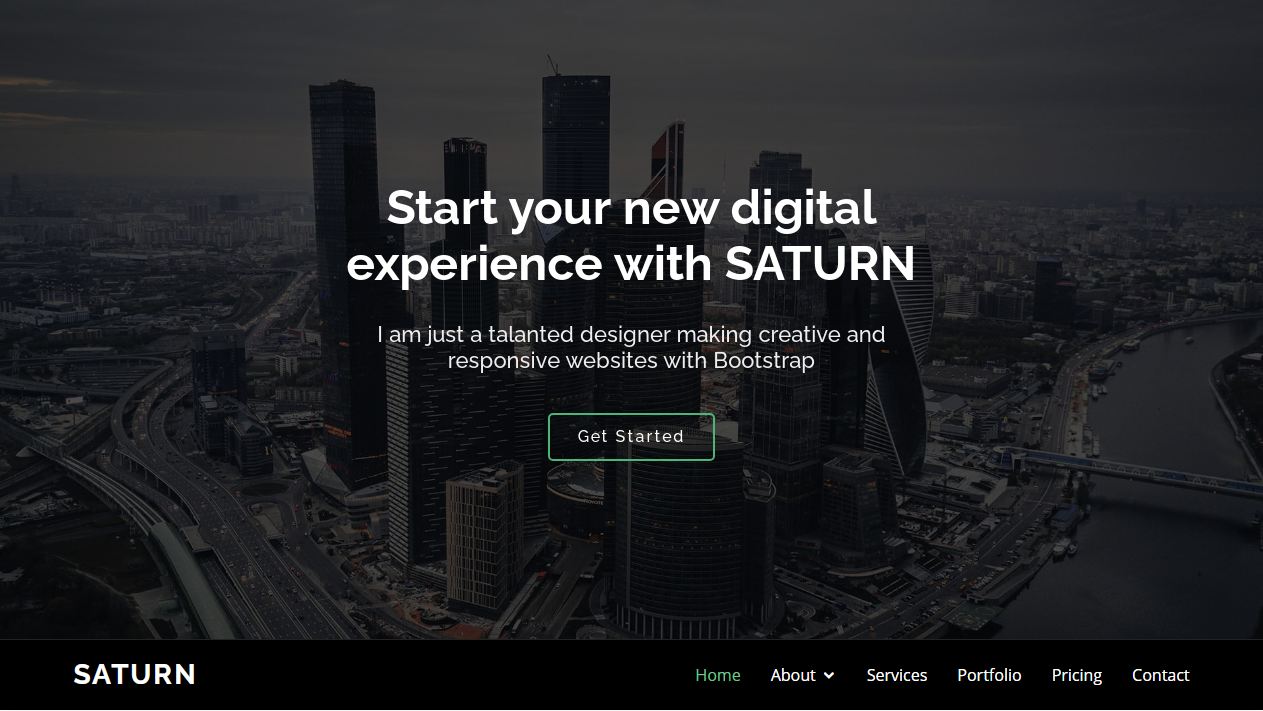 Start your new digital
experience with SATURN
I am just a talanted designer making creative and
responsive websites with Bootstrap
Get Started
SATURN
Home About Services Portfolio Pricing Contact